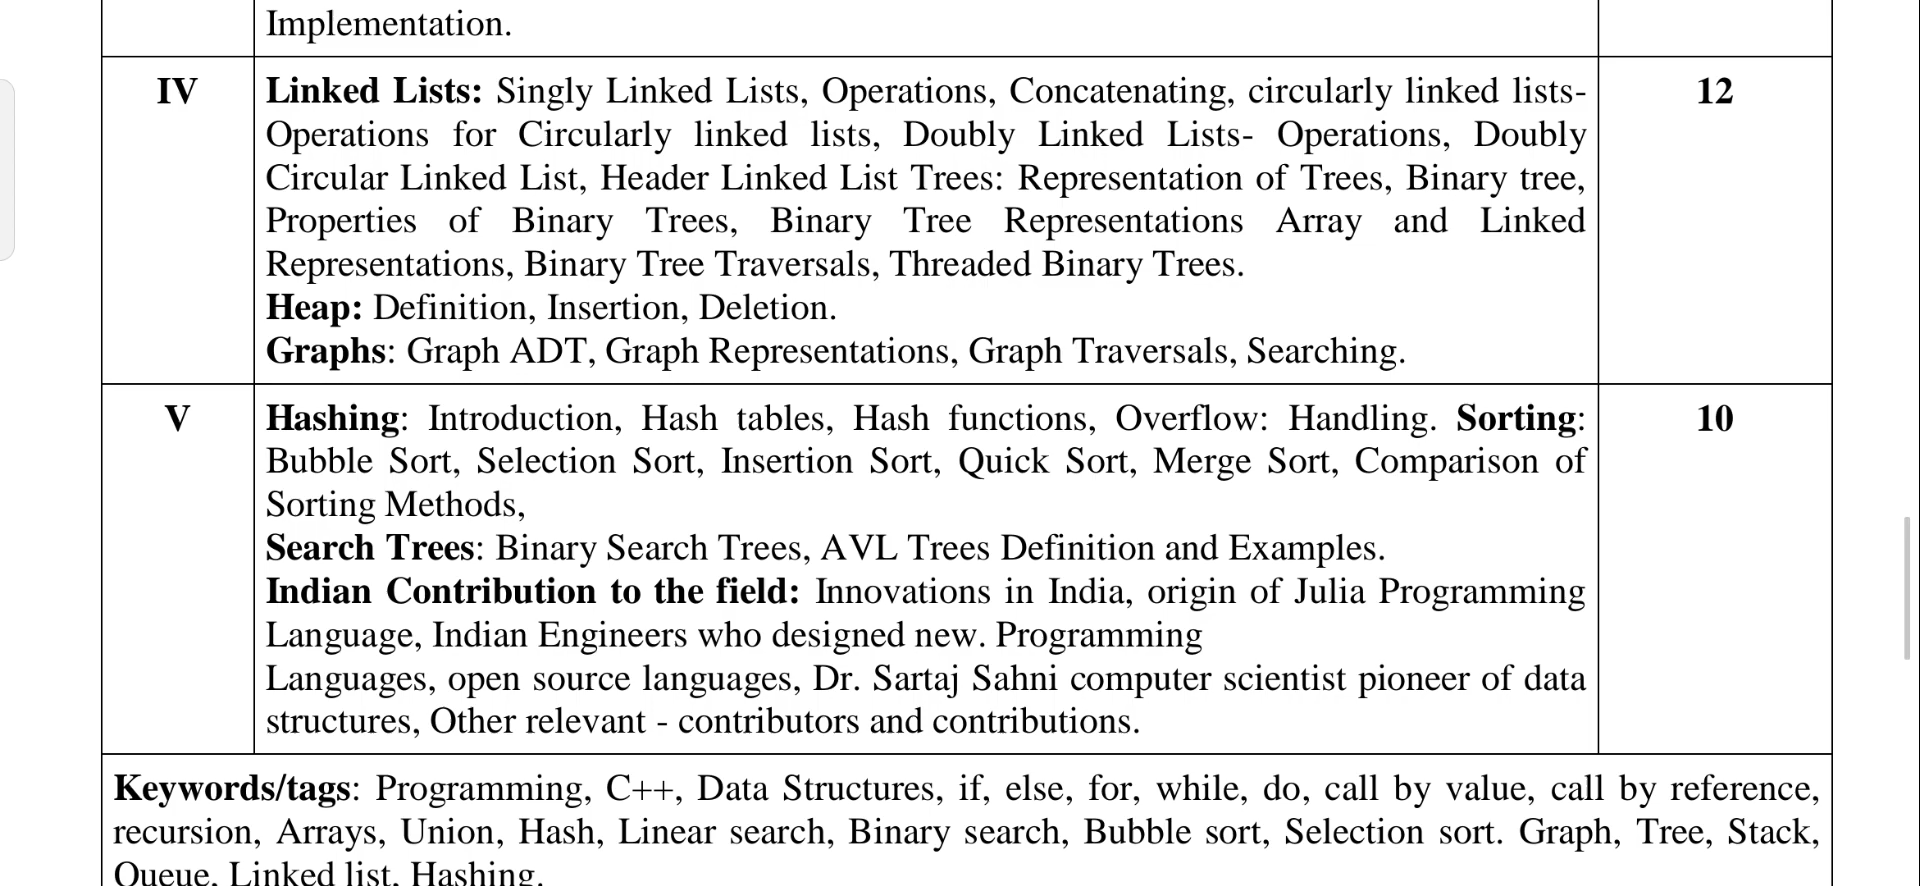 Implementation.
IV
Linked Lists: Singly Linked Lists, Operations, Concatenating, circularly linked lists-
12
Operations for Circularly linked lists, Doubly Linked Lists- Operations, Doubly
Circular Linked List, Header Linked List Trees: Representation of Trees, Binary tree,
Properties of Binary Trees, Binary Tree Representations Array and Linked
Representations, Binary Tree Traversals, Threaded Binary Trees.
Heap: Definition, Insertion, Deletion.
Graphs: Graph ADT, Graph Representations, Graph Traversals, Searching.
V
Hashing: Introduction, Hash tables, Hash functions, Overflow: Handling. Sorting:
10
Bubble Sort, Selection Sort, Insertion Sort, Quick Sort, Merge Sort, Comparison of
Sorting Methods,
Search Trees: Binary Search Trees, AVL Trees Definition and Examples.
Indian Contribution to the field: Innovations in India, origin of Julia Programming
Language, Indian Engineers who designed new. Programming
Languages, open source languages, Dr. Sartaj Sahni computer scientist pioneer of data
structures, Other relevant - contributors and contributions.
Keywords/tags: Programming, C++, Data Structures, if, else, for, while, do, call by value, call by reference,
recursion, Arrays, Union, Hash, Linear search, Binary search, Bubble sort, Selection sort. Graph, Tree, Stack,
Queue, Linked list, Hashing.